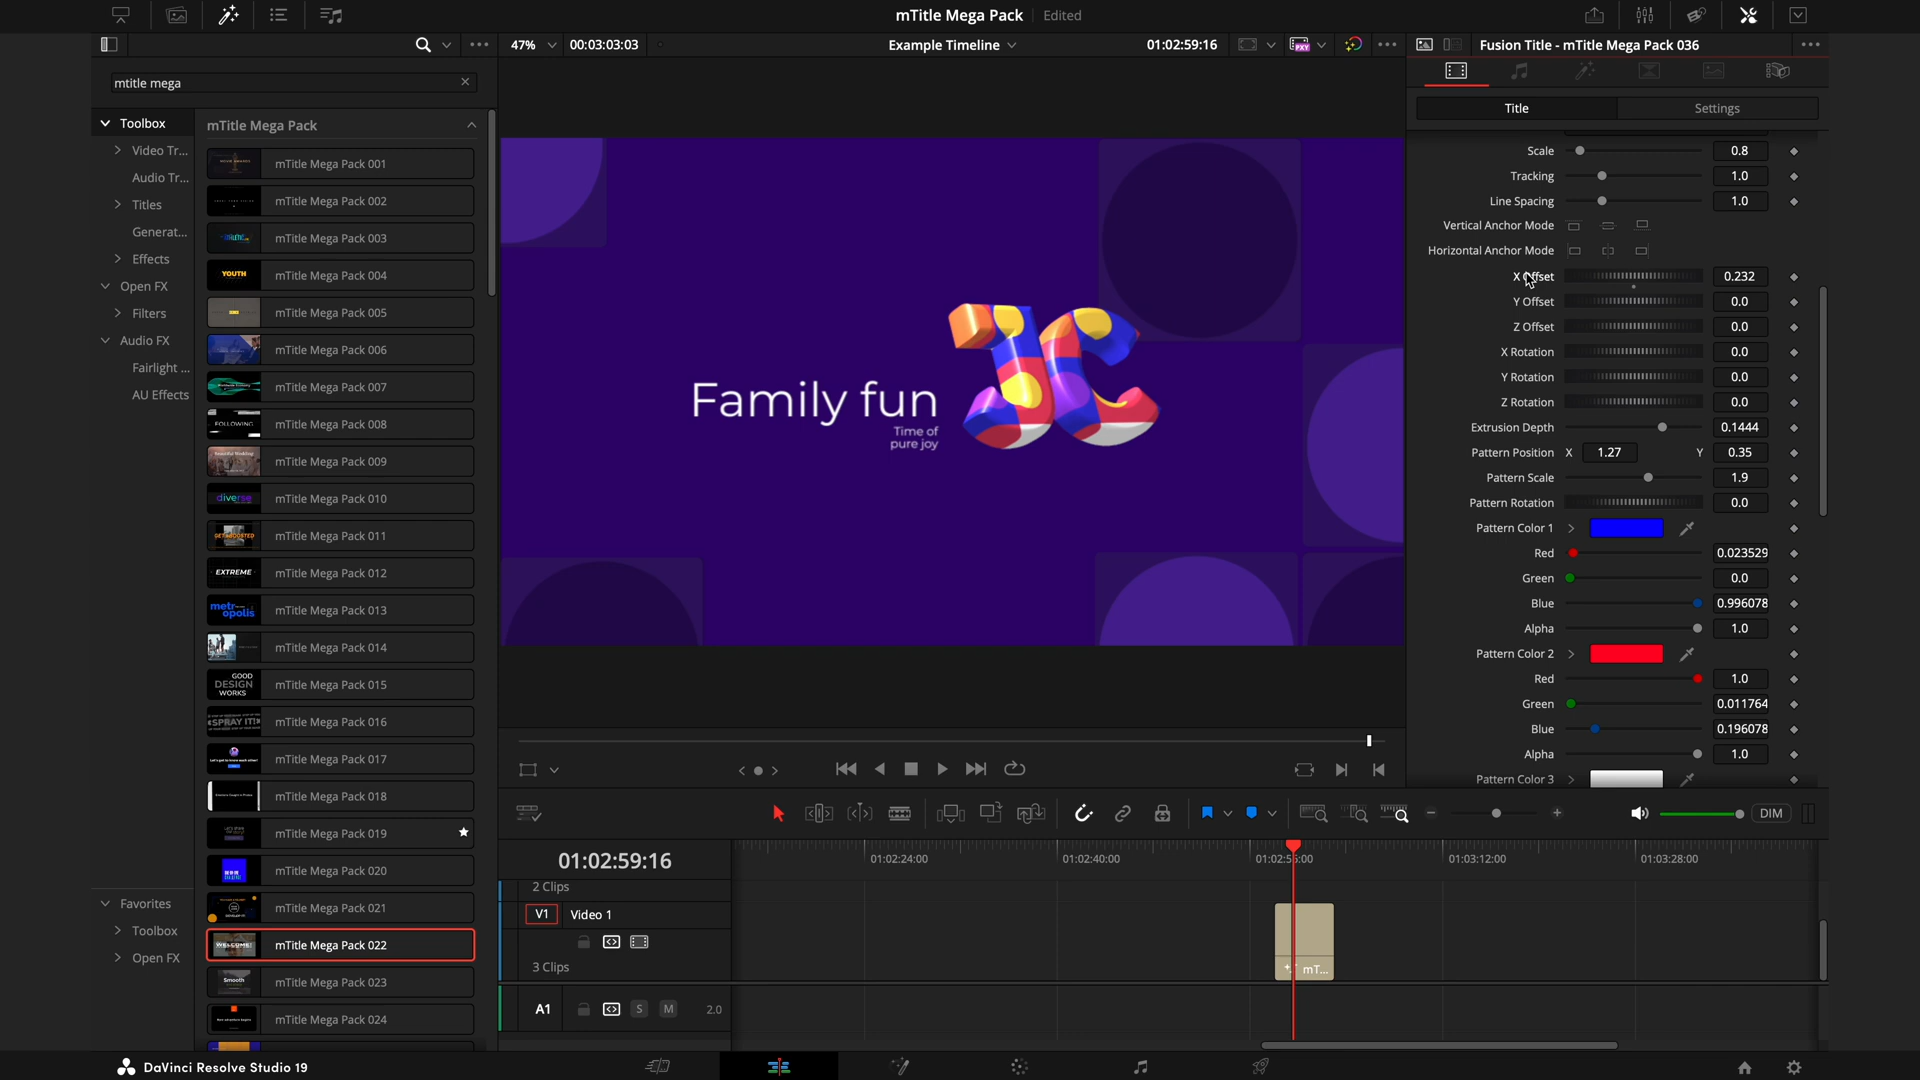 mTitle Mega Pack Edited
47% 00:03:03:03 Example Timeline 01:02:59:16 Fusion Title - mTitle Mega Pack 036
mtitle mega
Title Settings
Toolbox
Video Tr...
Audio Tr...
Titles
Generat...
Effects
Open FX
Filters
Audio FX
Fairlight ...
AU Effects
Favorites
Toolbox
Open FX
mTitle Mega Pack
mTitle Mega Pack 001
mTitle Mega Pack 002
mTitle Mega Pack 003
YOUTH mTitle Mega Pack 004
mTitle Mega Pack 005
mTitle Mega Pack 006
mTitle Mega Pack 007
FOLLOWING mTitle Mega Pack 008
mTitle Mega Pack 009
diverse mTitle Mega Pack 010
GET BOOSTED mTitle Mega Pack 011
EXTREME mTitle Mega Pack 012
metropolis mTitle Mega Pack 013
mTitle Mega Pack 014
GOOD DESIGN WORKS mTitle Mega Pack 015
SPRAY IT! mTitle Mega Pack 016
mTitle Mega Pack 017
mTitle Mega Pack 018
mTitle Mega Pack 019
mTitle Mega Pack 020
mTitle Mega Pack 021
WELCOME! mTitle Mega Pack 022
Smooth mTitle Mega Pack 023
mTitle Mega Pack 024
JC
Family fun
Time of
pure joy
Scale 0.8
Tracking 1.0
Line Spacing 1.0
Vertical Anchor Mode
Horizontal Anchor Mode
X Offset 0.232
Y Offset 0.0
Z Offset 0.0
X Rotation 0.0
Y Rotation 0.0
Z Rotation 0.0
Extrusion Depth 0.1444
Pattern Position X 1.27 Y 0.35
Pattern Scale 1.9
Pattern Rotation 0.0
Pattern Color 1
Red 0.023529
Green 0.0
Blue 0.996078
Alpha 1.0
Pattern Color 2
Red 1.0
Green 0.011764
Blue 0.196078
Alpha 1.0
Pattern Color 3
DIM
01:02:59:16 01:02:24:00 01:02:40:00 01:02:56:00 01:03:12:00 01:03:28:00
2 Clips
V1 Video 1
3 Clips
mT...
A1 S M 2.0
DaVinci Resolve Studio 19